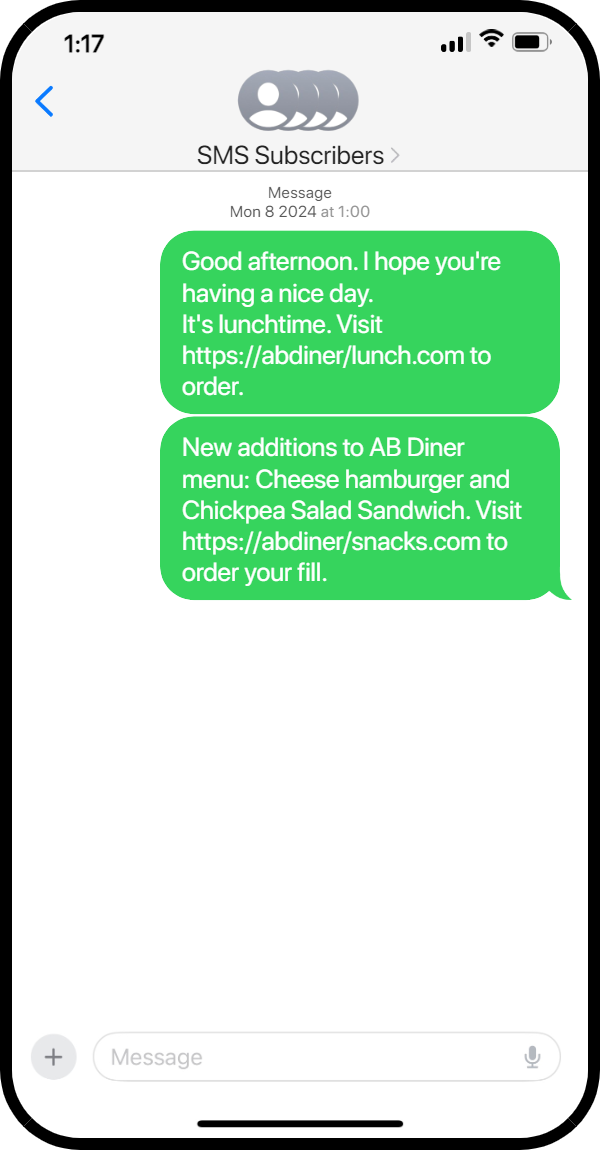 1:17
SMS Subscribers
Message
Mon 8 2024 at 1:00
Good afternoon. I hope you're
having a nice day.
It's lunchtime. Visit
https://abdiner/lunch.com to
order.
New additions to AB Diner
menu: Cheese hamburger and
Chickpea Salad Sandwich. Visit
https://abdiner/snacks.com to
order your fill.
Message